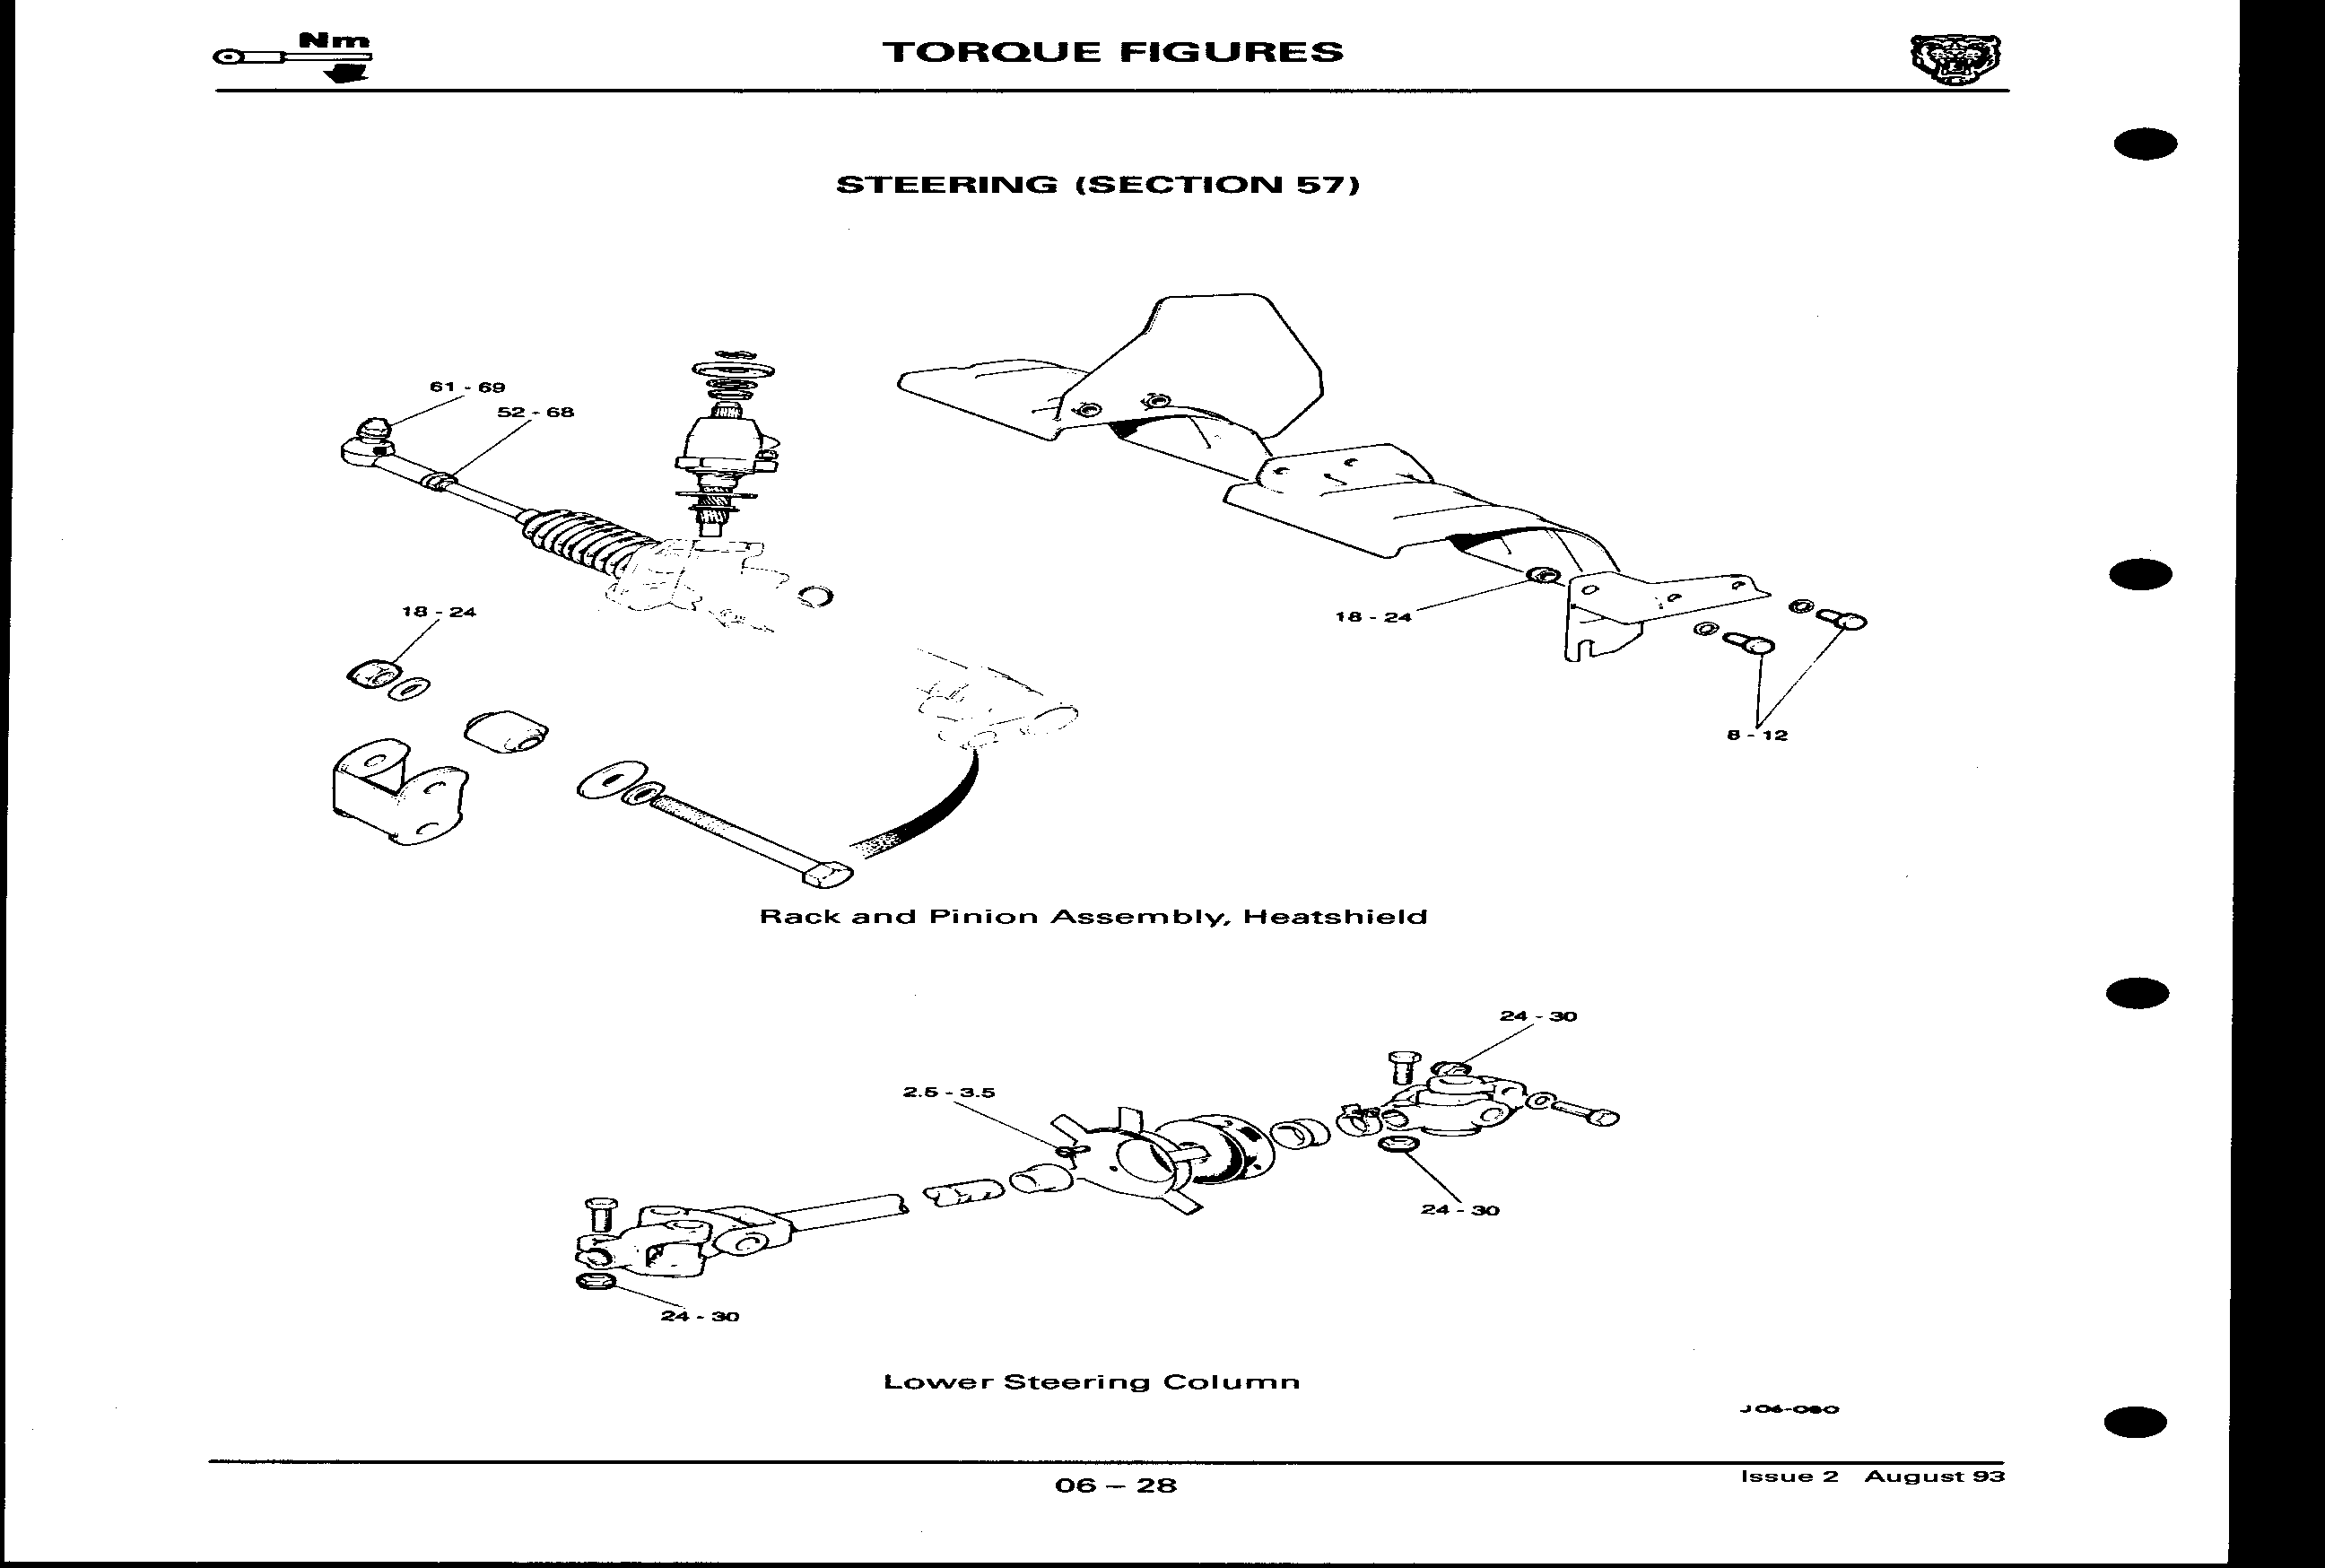 Nm
TORQUE FIGURES
STEERING (SECTION 57)
61 - 69
52 - 68
18 - 24
18 - 24
8 - 12
Rack and Pinion Assembly, Heatshield
24 - 30
2.5 - 3.5
24 - 30
24 - 30
Lower Steering Column
J06-080
06 – 28
Issue 2 August 93